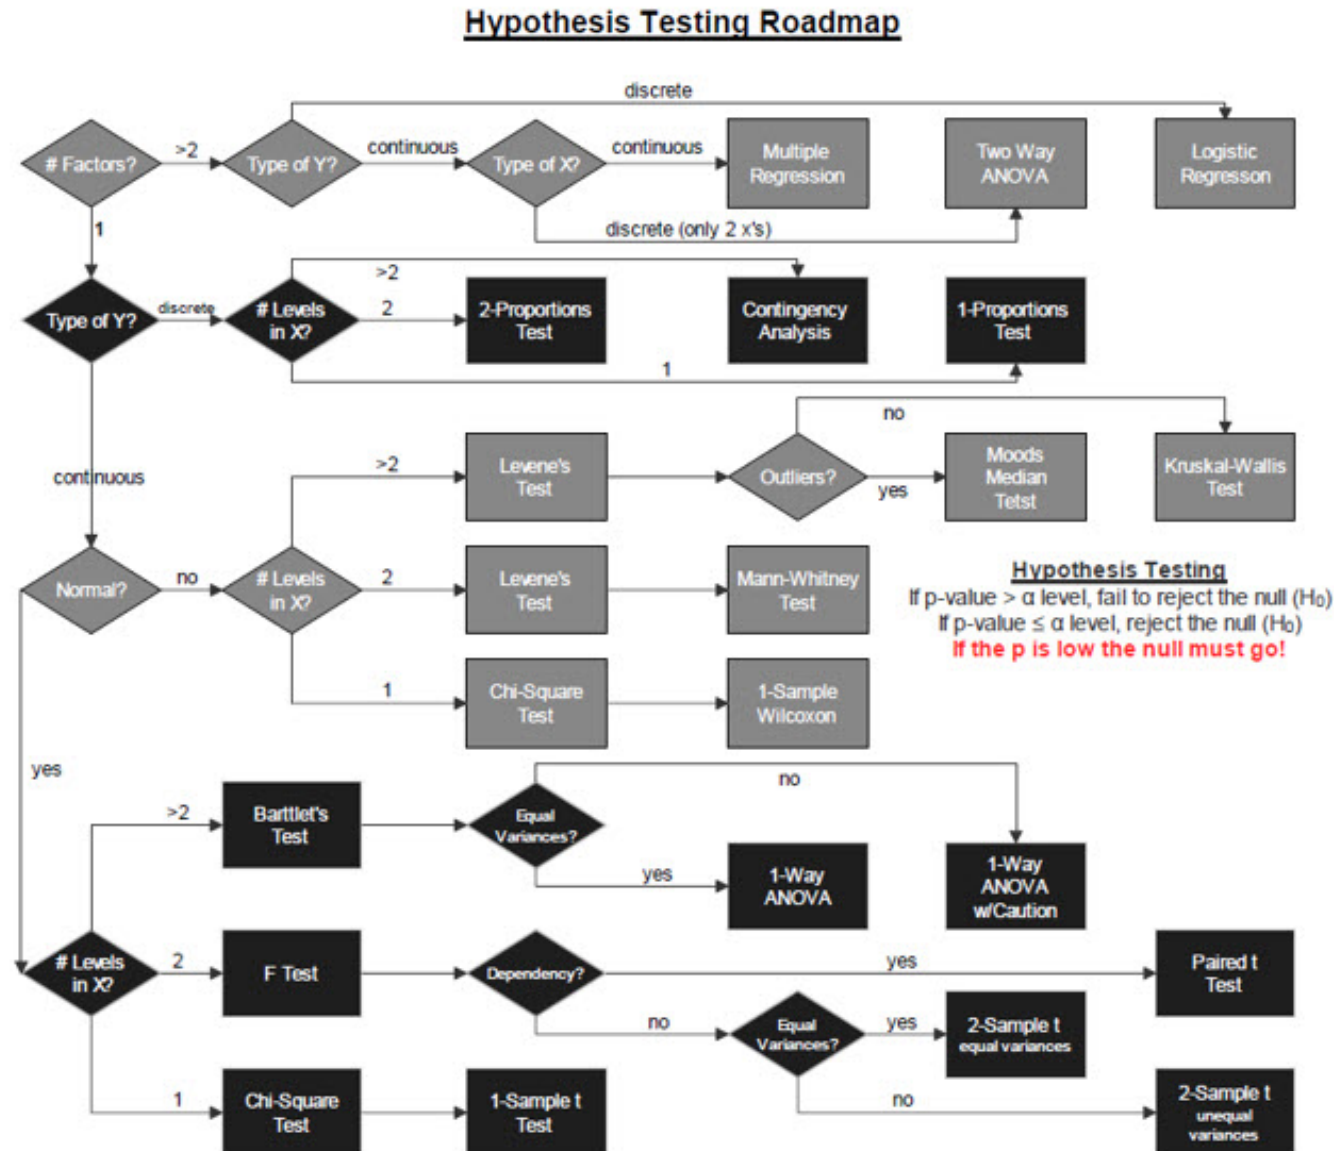 Hypothesis Testing Roadmap
discrete
# Factors?
>2
Type of Y?
continuous
Type of X?
continuous
Multiple
Regression
Two Way
ANOVA
Logistic
Regresson
1
discrete (only 2 x's)
Type of Y?
discrete
# Levels
in X?
>2
2
2-Proportions
Test
Contingency
Analysis
1-Proportions
Test
1
continuous
no
>2
Levene's
Test
Outliers?
yes
Moods
Median
Tetst
Kruskal-Wallis
Test
Normal?
no
# Levels
in X?
2
Levene's
Test
Mann-Whitney
Test
Hypothesis Testing
If p-value > α level, fail to reject the null (H₀)
If p-value ≤ α level, reject the null (H₀)
If the p is low the null must go!
1
Chi-Square
Test
1-Sample
Wilcoxon
yes
>2
Barttlet's
Test
Equal
Variances?
no
yes
1-Way
ANOVA
1-Way
ANOVA
w/Caution
# Levels
in X?
2
F Test
Dependency?
yes
Paired t
Test
no
Equal
Variances?
yes
2-Sample t
equal variances
1
Chi-Square
Test
1-Sample t
Test
no
2-Sample t
unequal
variances